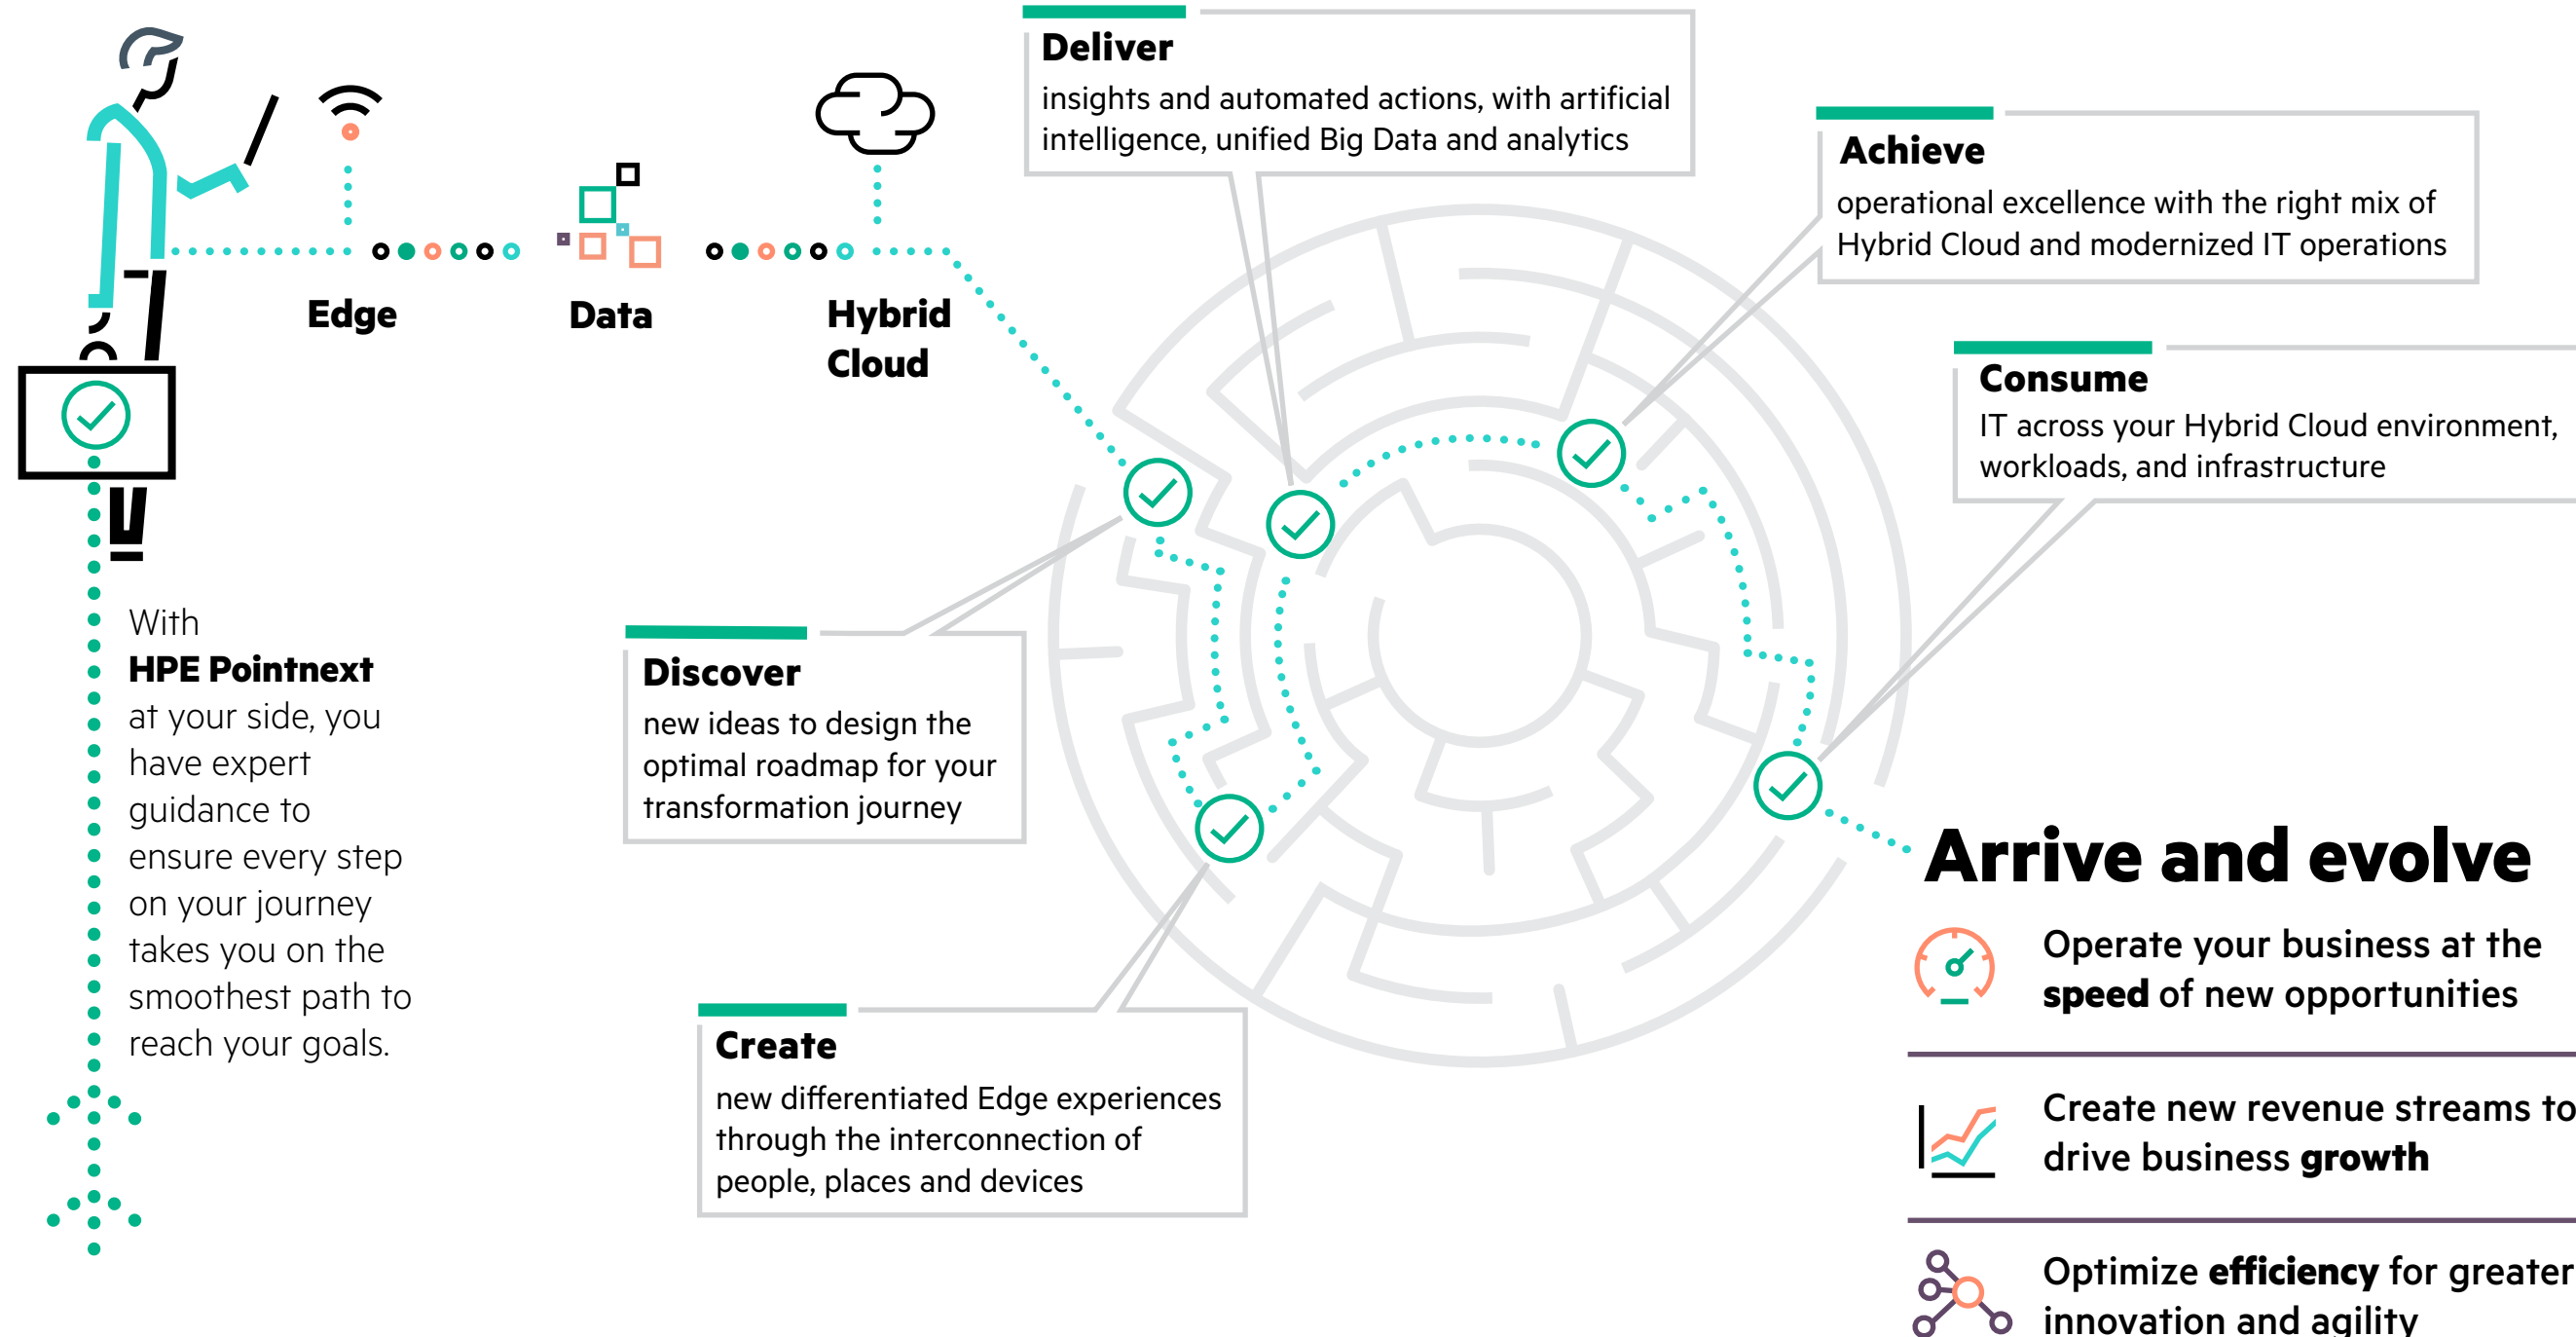 Deliver
insights and automated actions, with artificial
intelligence, unified Big Data and analytics
Achieve
operational excellence with the right mix of
Hybrid Cloud and modernized IT operations
Edge
Data
Hybrid
Cloud
Consume
IT across your Hybrid Cloud environment,
workloads, and infrastructure
With
HPE Pointnext
at your side, you
have expert
guidance to
ensure every step
on your journey
takes you on the
smoothest path to
reach your goals.
Discover
new ideas to design the
optimal roadmap for your
transformation journey
Create
new differentiated Edge experiences
through the interconnection of
people, places and devices
Arrive and evolve
Operate your business at the
speed of new opportunities
Create new revenue streams to
drive business growth
Optimize efficiency for greater
innovation and agility